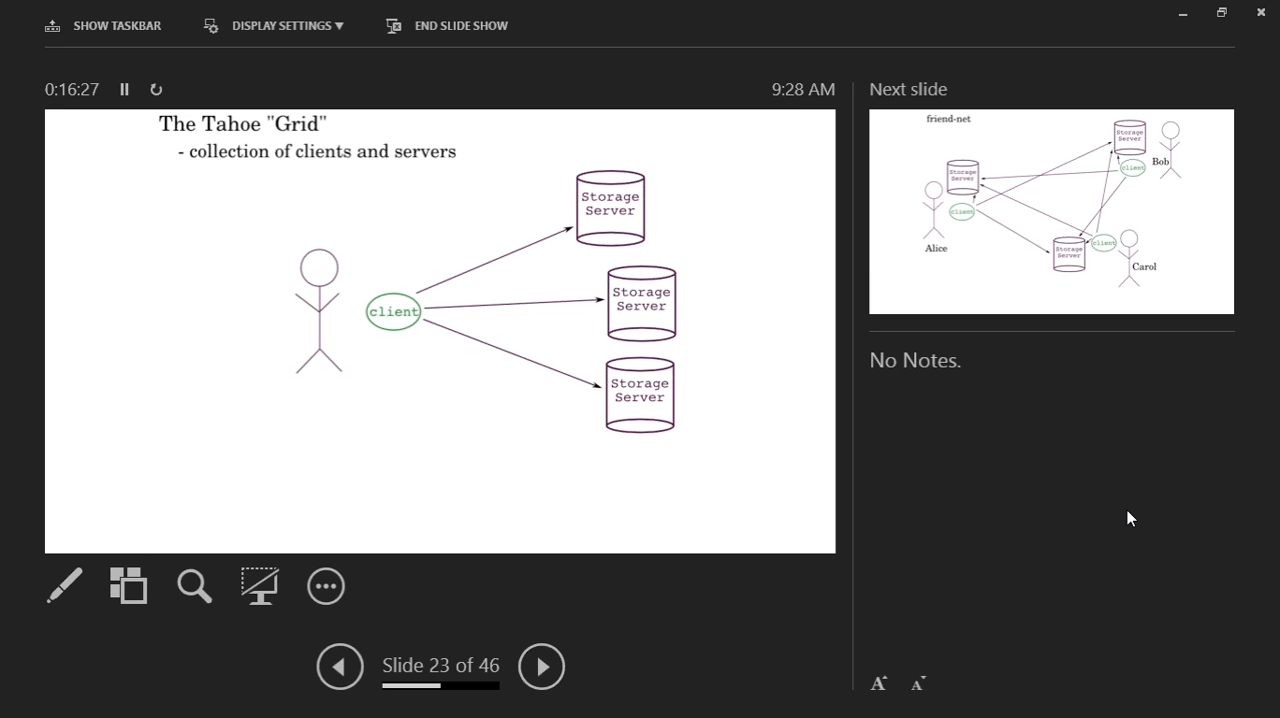 SHOW TASKBAR
DISPLAY SETTINGS ▼
END SLIDE SHOW
0:16:27
9:28 AM
The Tahoe "Grid"
- collection of clients and servers
Storage
Server
client
Storage
Server
Storage
Server
Next slide
friend-net
Storage
Server
Bob
client
Storage
Server
client
Alice
Storage
Server
client
Carol
No Notes.
Slide 23 of 46
A
A